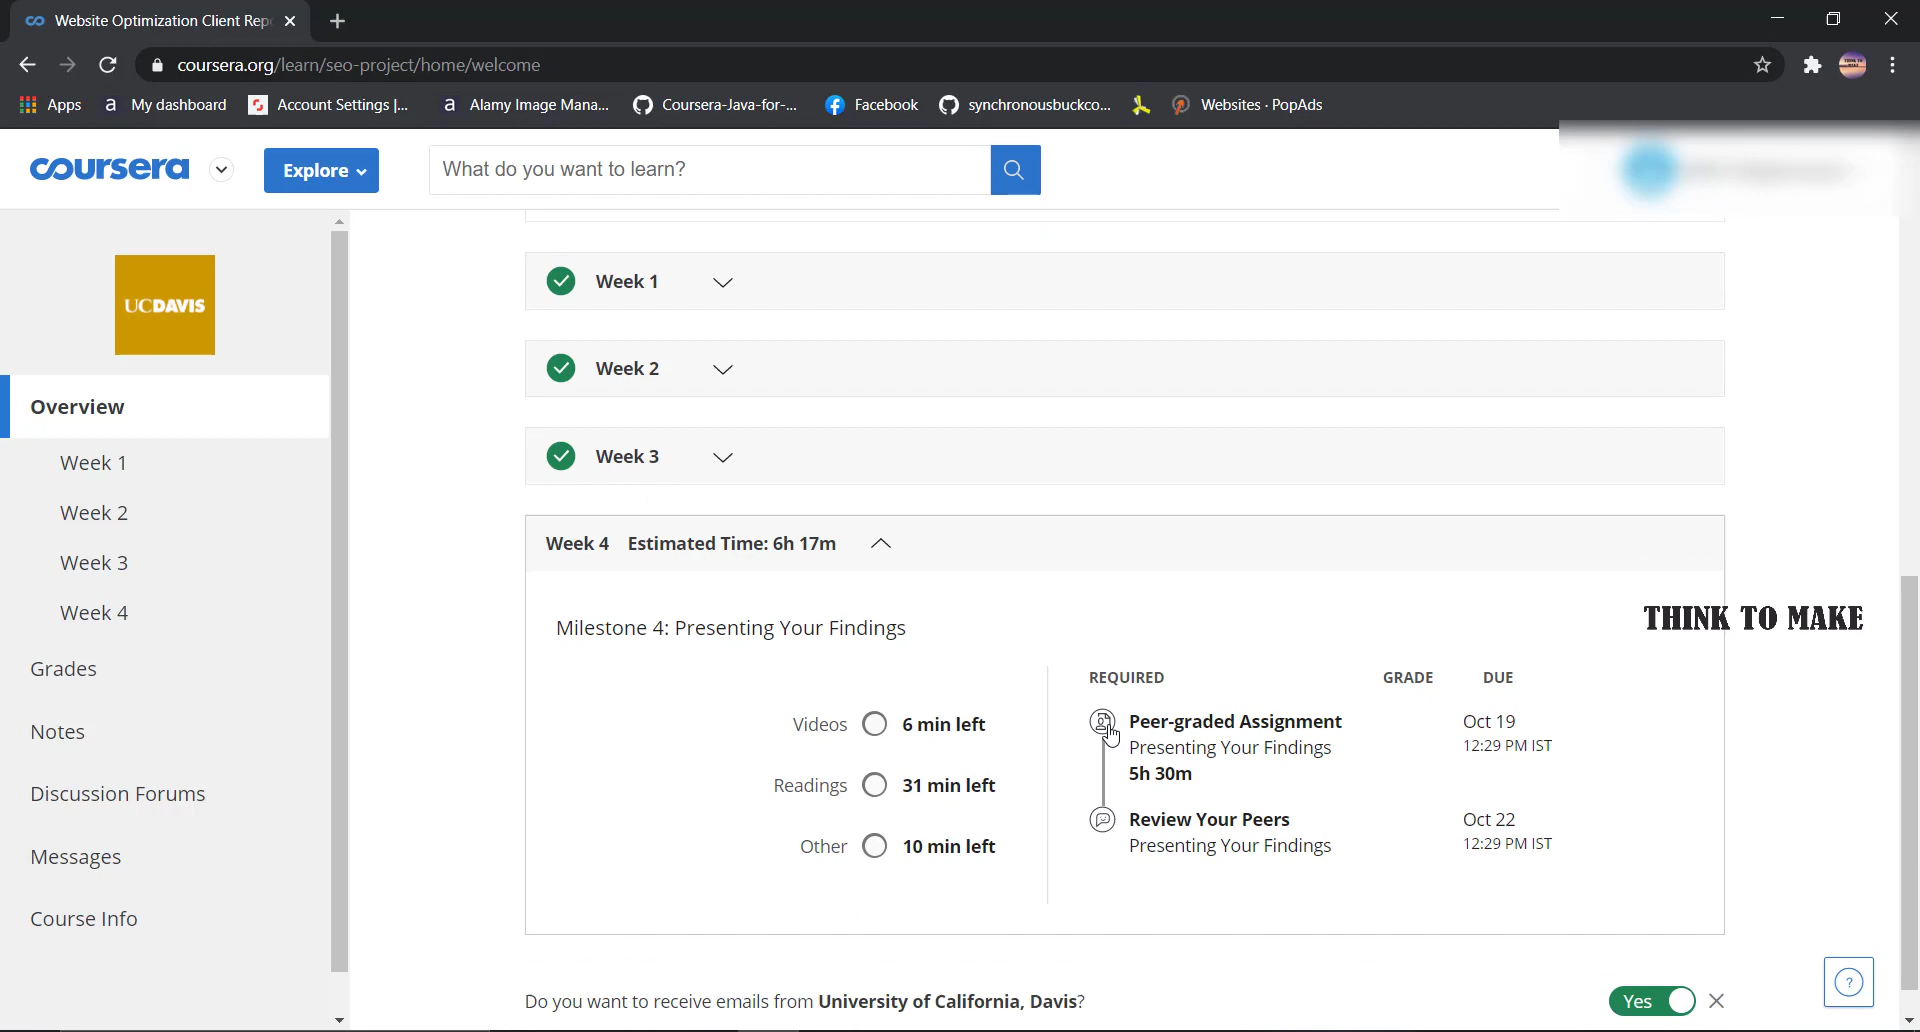 Website Optimization Client Rep
coursera.org/learn/seo-project/home/welcome
Apps
a My dashboard
Account Settings |...
a Alamy Image Mana...
Coursera-Java-for-...
Facebook
synchronousbuckco...
Websites · PopAds
coursera
Explore
What do you want to learn?
UCDAVIS
Overview
Week 1
Week 2
Week 3
Week 4
Grades
Notes
Discussion Forums
Messages
Course Info
Week 1
Week 2
Week 3
Week 4 Estimated Time: 6h 17m
Milestone 4: Presenting Your Findings
THINK TO MAKE
Videos 6 min left
Readings 31 min left
Other 10 min left
REQUIRED GRADE DUE
Peer-graded Assignment Oct 19
Presenting Your Findings 12:29 PM IST
5h 30m
Review Your Peers Oct 22
Presenting Your Findings 12:29 PM IST
Do you want to receive emails from University of California, Davis?
Yes
?